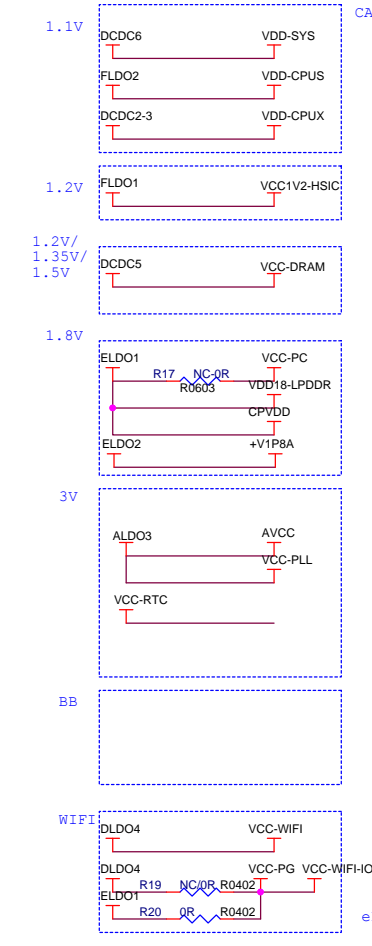 CA
1.1V
DCDC6 VDD-SYS
FLDO2 VDD-CPUS
DCDC2-3 VDD-CPUX
1.2V
FLDO1 VCC1V2-HSIC
1.2V/
1.35V/
1.5V
DCDC5 VCC-DRAM
1.8V
ELDO1 VCC-PC
R17 NC-0R
R0603 VDD18-LPDDR
CPVDD
ELDO2 +V1P8A
3V
ALDO3 AVCC
VCC-PLL
VCC-RTC
BB
WIFI
DLDO4 VCC-WIFI
DLDO4 VCC-PG VCC-WIFI-IO
R19 NC/0R R0402
ELDO1
R20 0R R0402
e